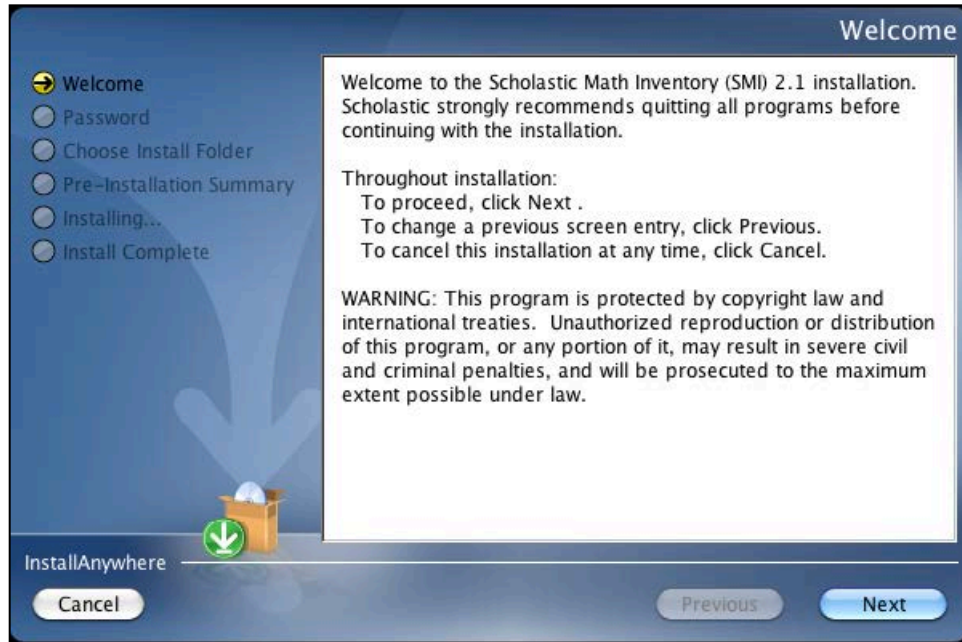 Welcome
Welcome
Password
Choose Install Folder
Pre-Installation Summary
Installing...
Install Complete
Welcome to the Scholastic Math Inventory (SMI) 2.1 installation.
Scholastic strongly recommends quitting all programs before
continuing with the installation.
Throughout installation:
To proceed, click Next .
To change a previous screen entry, click Previous.
To cancel this installation at any time, click Cancel.
WARNING: This program is protected by copyright law and
international treaties.  Unauthorized reproduction or distribution
of this program, or any portion of it, may result in severe civil
and criminal penalties, and will be prosecuted to the maximum
extent possible under law.
InstallAnywhere
Cancel
Previous
Next